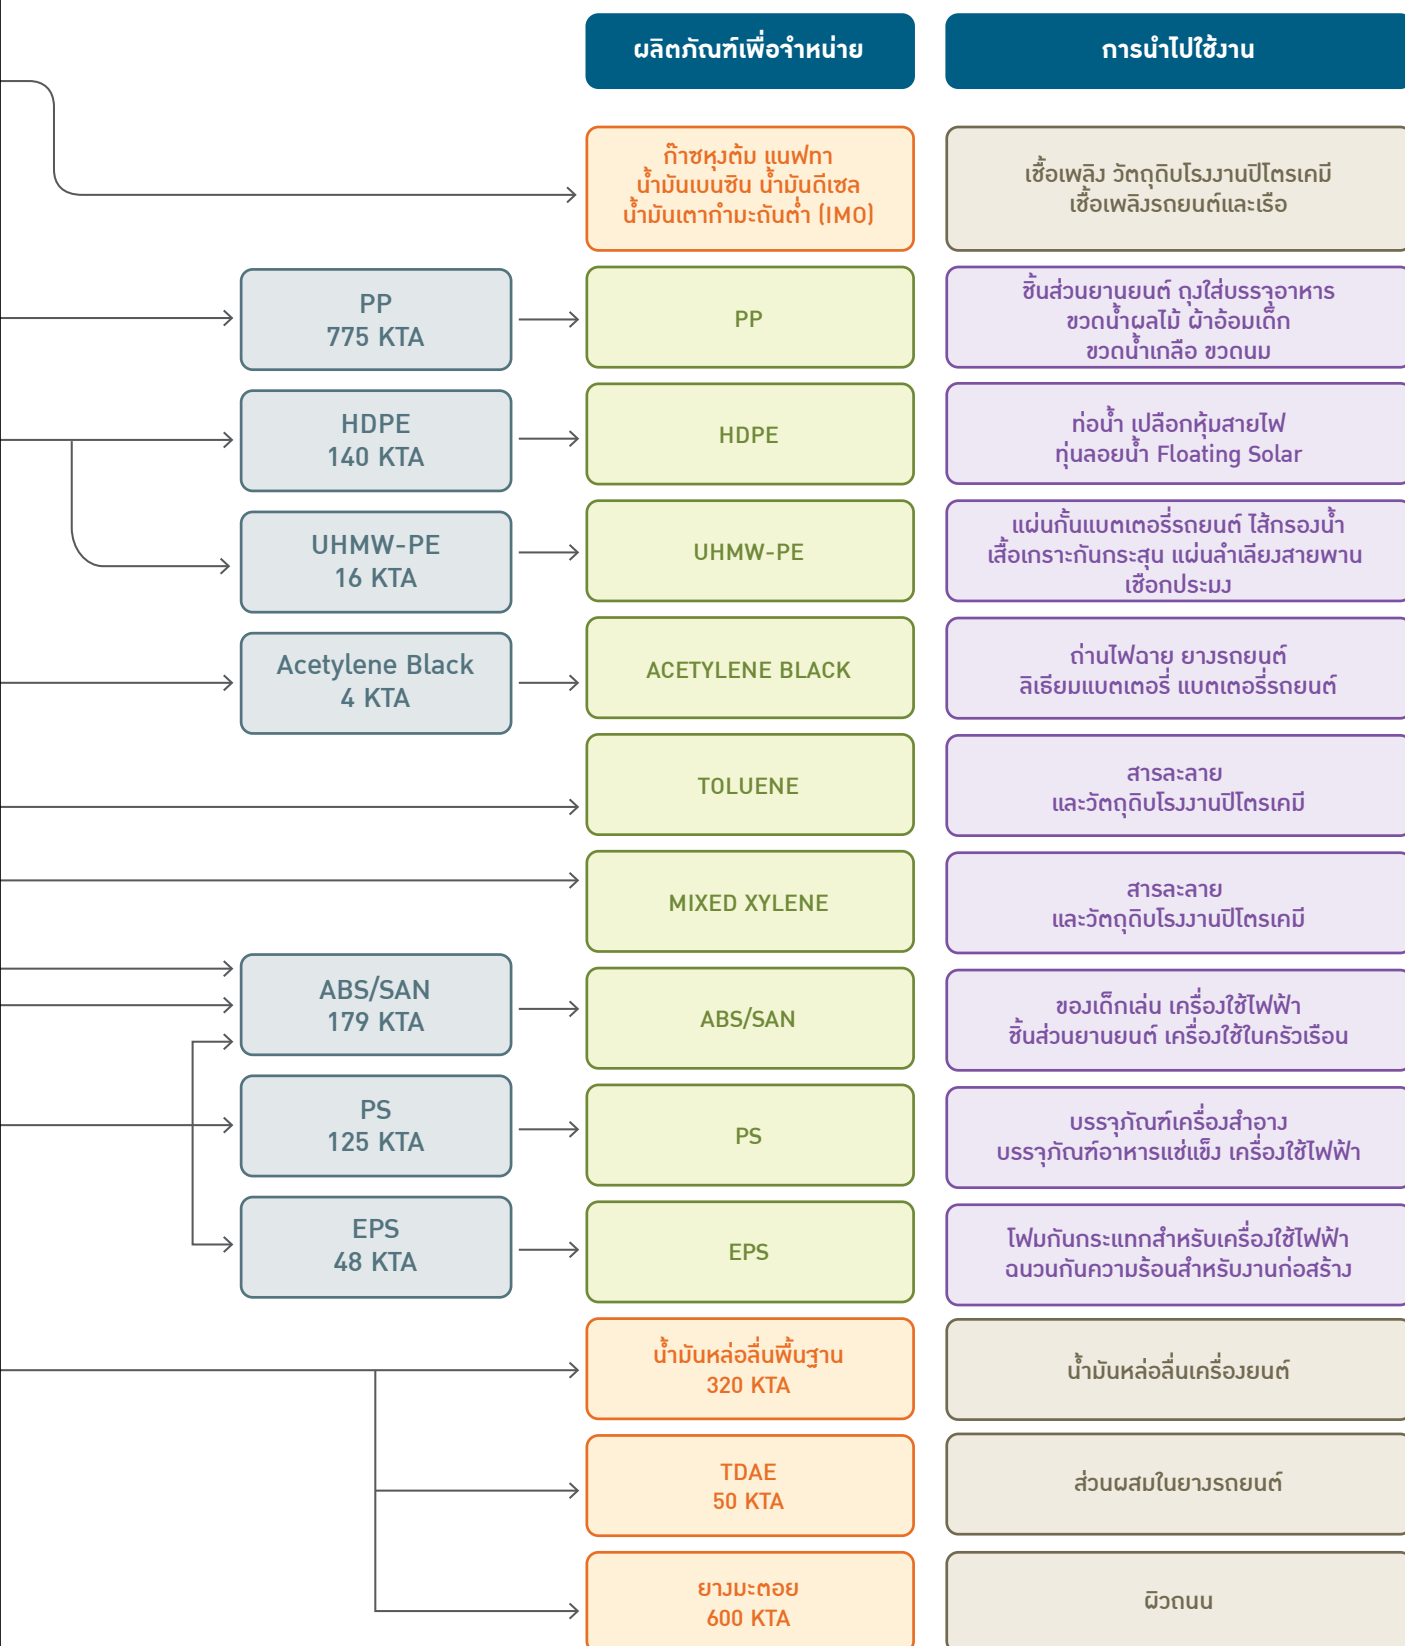 ผลิตภัณฑ์เพื่อจำหน่าย
การนำไปใช้งาน
ก๊าซหุงต้ม แนฟทา
น้ำมันเบนซิน น้ำมันดีเซล
น้ำมันเตากำมะถันต่ำ (IMO)
เชื้อเพลิง วัตถุดิบโรงงานปิโตรเคมี
เชื้อเพลิงรถยนต์และเรือ
PP
775 KTA
PP
ชิ้นส่วนยานยนต์ ถุงใส่บรรจุอาหาร
ขวดน้ำผลไม้ ผ้าอ้อมเด็ก
ขวดน้ำเกลือ ขวดนม
HDPE
140 KTA
HDPE
ท่อน้ำ เปลือกหุ้มสายไฟ
ทุ่นลอยน้ำ Floating Solar
UHMW-PE
16 KTA
UHMW-PE
แผ่นกั้นแบตเตอรี่รถยนต์ ไส้กรองน้ำ
เสื้อเกราะกันกระสุน แผ่นลำเลียงสายพาน
เชือกประมง
Acetylene Black
4 KTA
ACETYLENE BLACK
ถ่านไฟฉาย ยางรถยนต์
ลิเธียมแบตเตอรี่ แบตเตอรี่รถยนต์
TOLUENE
สารละลาย
และวัตถุดิบโรงงานปิโตรเคมี
MIXED XYLENE
สารละลาย
และวัตถุดิบโรงงานปิโตรเคมี
ABS/SAN
179 KTA
ABS/SAN
ของเด็กเล่น เครื่องใช้ไฟฟ้า
ชิ้นส่วนยานยนต์ เครื่องใช้ในครัวเรือน
PS
125 KTA
PS
บรรจุภัณฑ์เครื่องสำอาง
บรรจุภัณฑ์อาหารแช่แข็ง เครื่องใช้ไฟฟ้า
EPS
48 KTA
EPS
โฟมกันกระแทกสำหรับเครื่องใช้ไฟฟ้า
ฉนวนกันความร้อนสำหรับงานก่อสร้าง
น้ำมันหล่อลื่นพื้นฐาน
320 KTA
น้ำมันหล่อลื่นเครื่องยนต์
TDAE
50 KTA
ส่วนผสมในยางรถยนต์
ยางมะตอย
600 KTA
ผิวถนน